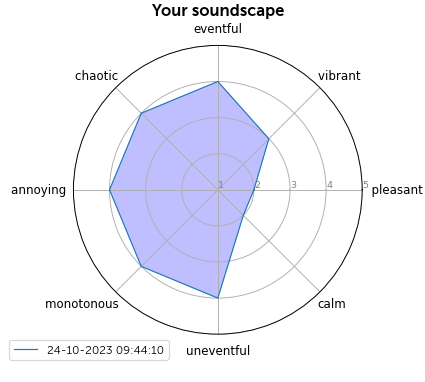 Your soundscape
eventful
chaotic
vibrant
annoying
1 2 3 4 5
pleasant
monotonous
calm
24-10-2023 09:44:10
uneventful